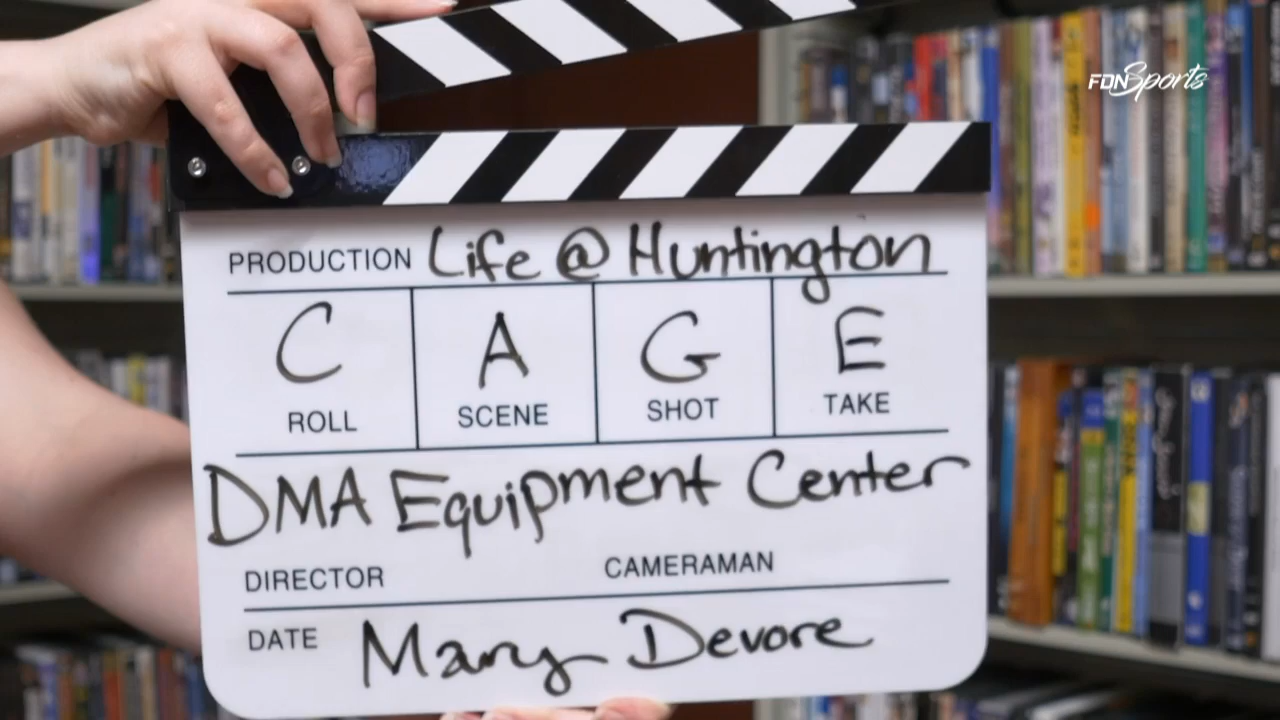 FDNSports
PRODUCTION Life @ Huntington
C A G E
ROLL SCENE SHOT TAKE
DMA Equipment Center
DIRECTOR CAMERAMAN
DATE Mary Devore